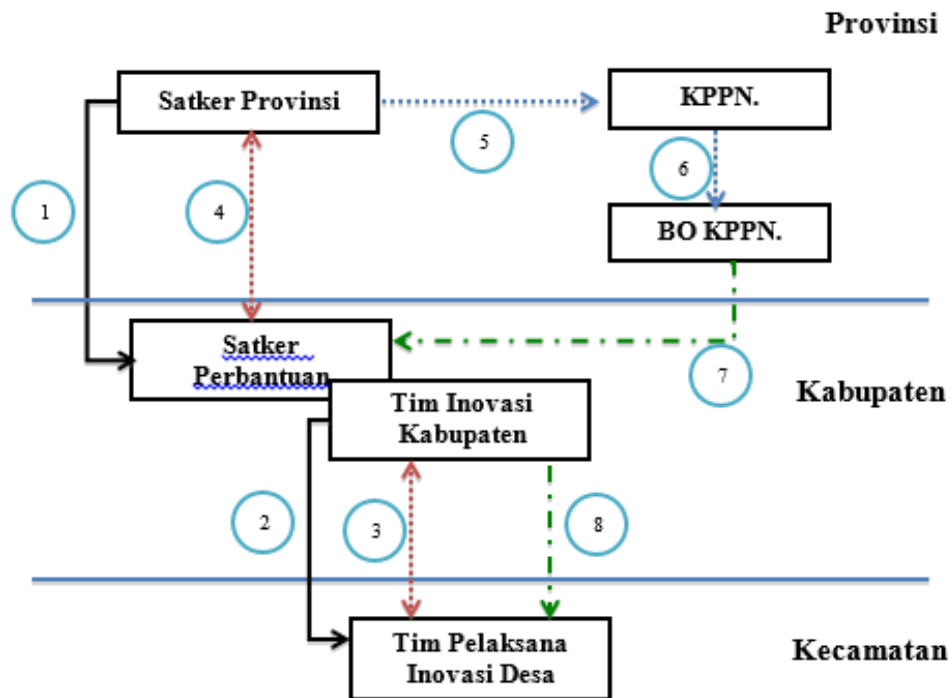 Provinsi
Satker Provinsi
KPPN.
5
6
1
4
BO KPPN.
Satker
Perbantuan
7
Kabupaten
Tim Inovasi
Kabupaten
2
3
8
Tim Pelaksana
Inovasi Desa
Kecamatan